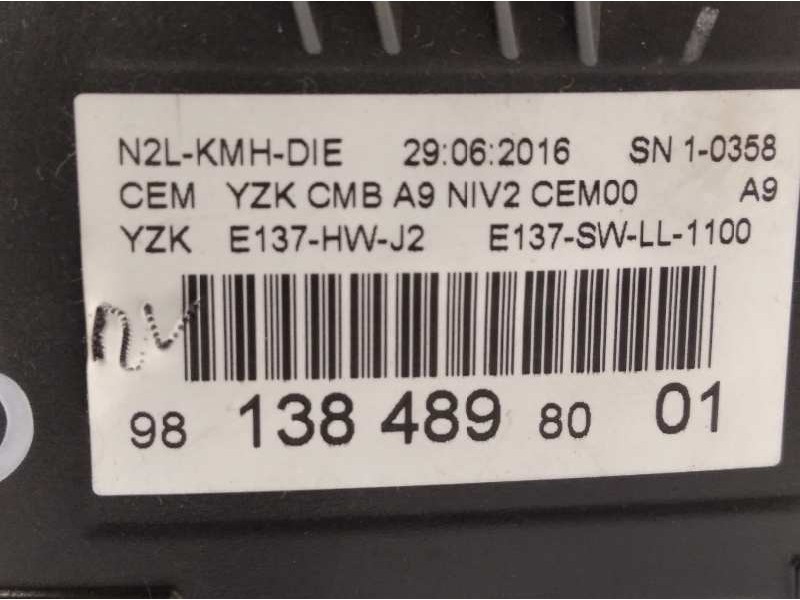 N2L-KMH-DIE 29:06:2016 SN 1-0358
CEM YZK CMB A9 NIV2 CEM00 A9
YZK E137-HW-J2 E137-SW-LL-1100
98 138 489 80 01